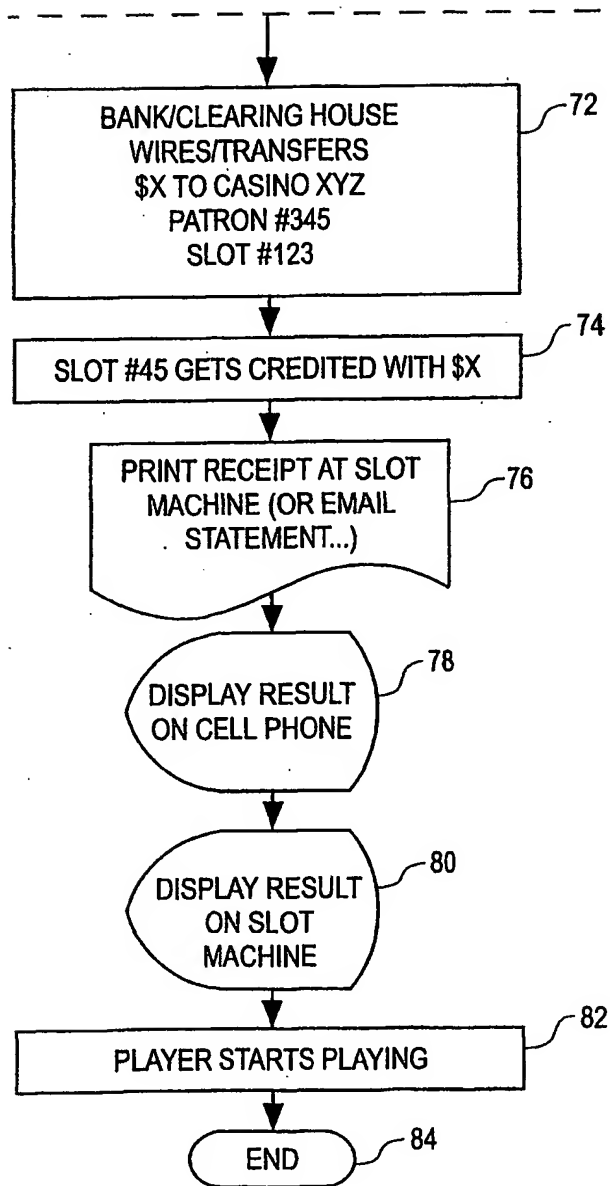 BANK/CLEARING HOUSE
WIRES/TRANSFERS
$X TO CASINO XYZ
PATRON #345
SLOT #123
72
SLOT #45 GETS CREDITED WITH $X
74
PRINT RECEIPT AT SLOT
MACHINE (OR EMAIL
STATEMENT...)
76
DISPLAY RESULT
ON CELL PHONE
78
DISPLAY RESULT
ON SLOT
MACHINE
80
PLAYER STARTS PLAYING
82
END
84